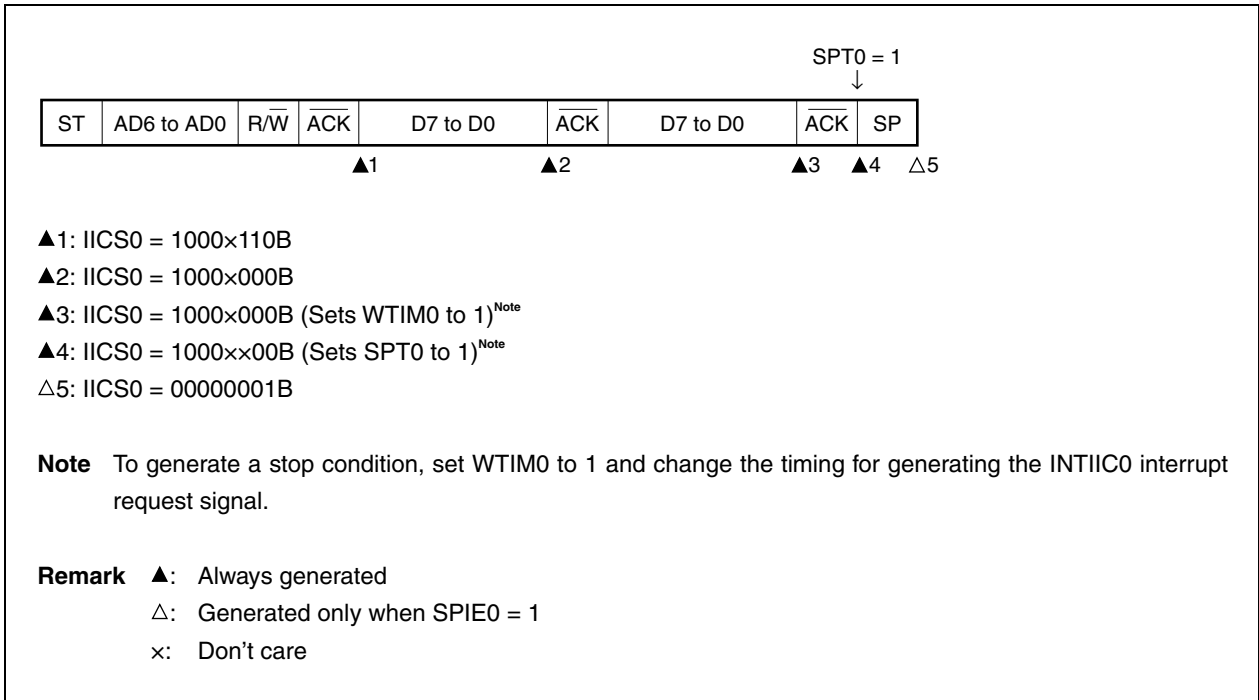 SPT0 = 1
↓
ST AD6 to AD0 R/W̅ A̅C̅K̅ D7 to D0 A̅C̅K̅ D7 to D0 A̅C̅K̅ SP
▲1 ▲2 ▲3 ▲4 △5
▲1: IICS0 = 1000×110B
▲2: IICS0 = 1000×000B
▲3: IICS0 = 1000×000B (Sets WTIM0 to 1)Note
▲4: IICS0 = 1000××00B (Sets SPT0 to 1)Note
△5: IICS0 = 00000001B
Note To generate a stop condition, set WTIM0 to 1 and change the timing for generating the INTIIC0 interrupt
request signal.
Remark ▲: Always generated
△: Generated only when SPIE0 = 1
×: Don't care